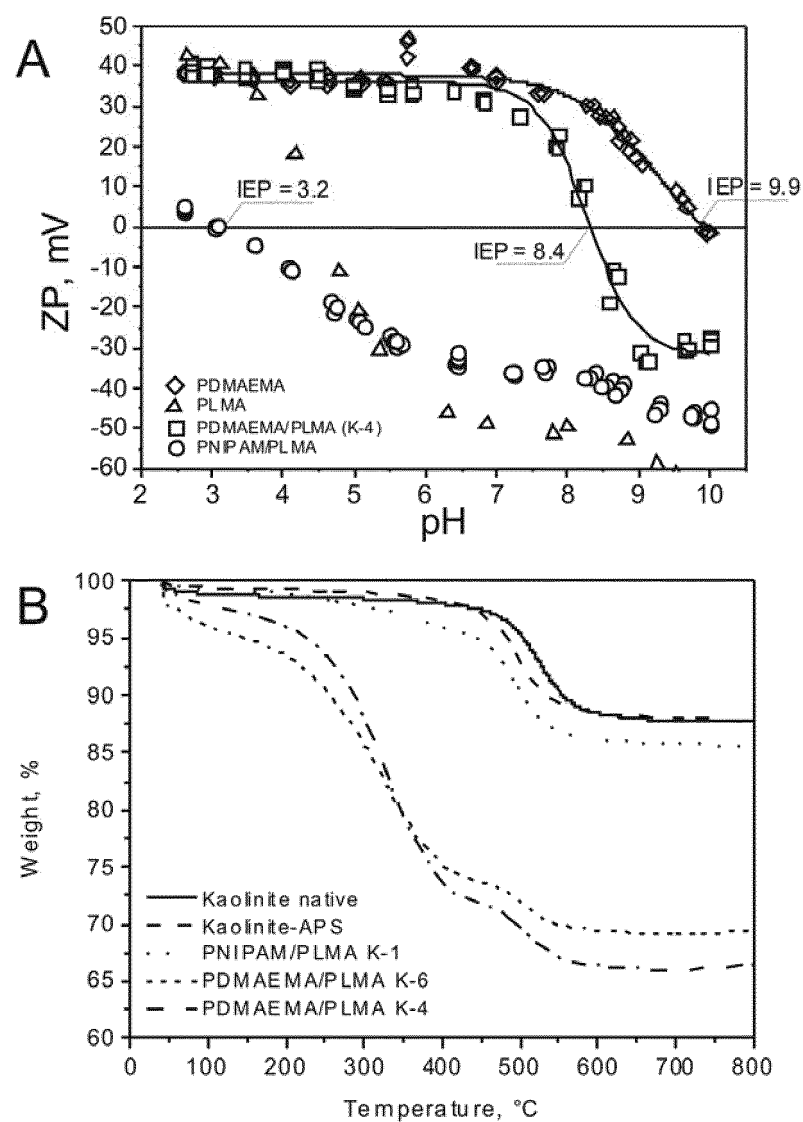 A
50
40
30
20
10
0
-10
-20
-30
-40
-50
-60
ZP, mV
IEP = 3.2
IEP = 9.9
IEP = 8.4
PDMAEMA
PLMA
PDMAEMA/PLMA (K-4)
PNIPAM/PLMA
2 3 4 5 6 7 8 9 10
pH
B
100
95
90
85
80
75
70
65
60
Weight, %
Kaolinite native
Kaolinite-APS
PNIPAM/PLMA K-1
PDMAEMA/PLMA K-6
PDMAEMA/PLMA K-4
0 100 200 300 400 500 600 700 800
Temperature, °C